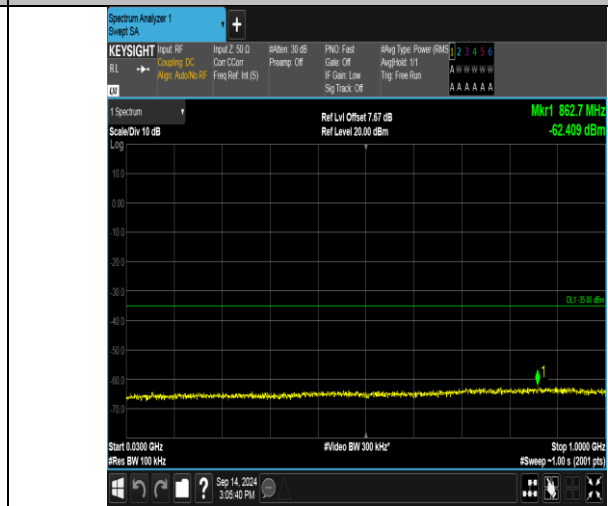 Spectrum Analyzer 1
Swept SA
+
KEYSIGHT Input: RF Input Z: 50 Ω #Atten: 30 dB PNO: Fast #Avg Type: Power (RMS 1 2 3 4 5 6
RL Coupling: DC Corr CCorr Preamp: Off Gate: Off Avg|Hold: 1/1 A W W W W W
Align: Auto/No RF Freq Ref: Int (S) IF Gain: Low Trig: Free Run
Sig Track: Off A A A A A A
1 Spectrum
Ref Lvl Offset 7.67 dB Mkr1 862.7 MHz
Scale/Div 10 dB Ref Level 20.00 dBm -62.409 dBm
Log
10.0
0.00
-10.0
-20.0
-30.0
DL1 -35.00 dBm
-40.0
-50.0
1
-60.0
-70.0
Start 0.0300 GHz #Video BW 300 kHz* Stop 1.0000 GHz
#Res BW 100 kHz #Sweep ~1.00 s (2001 pts)
? Sep 14, 2024
3:05:40 PM